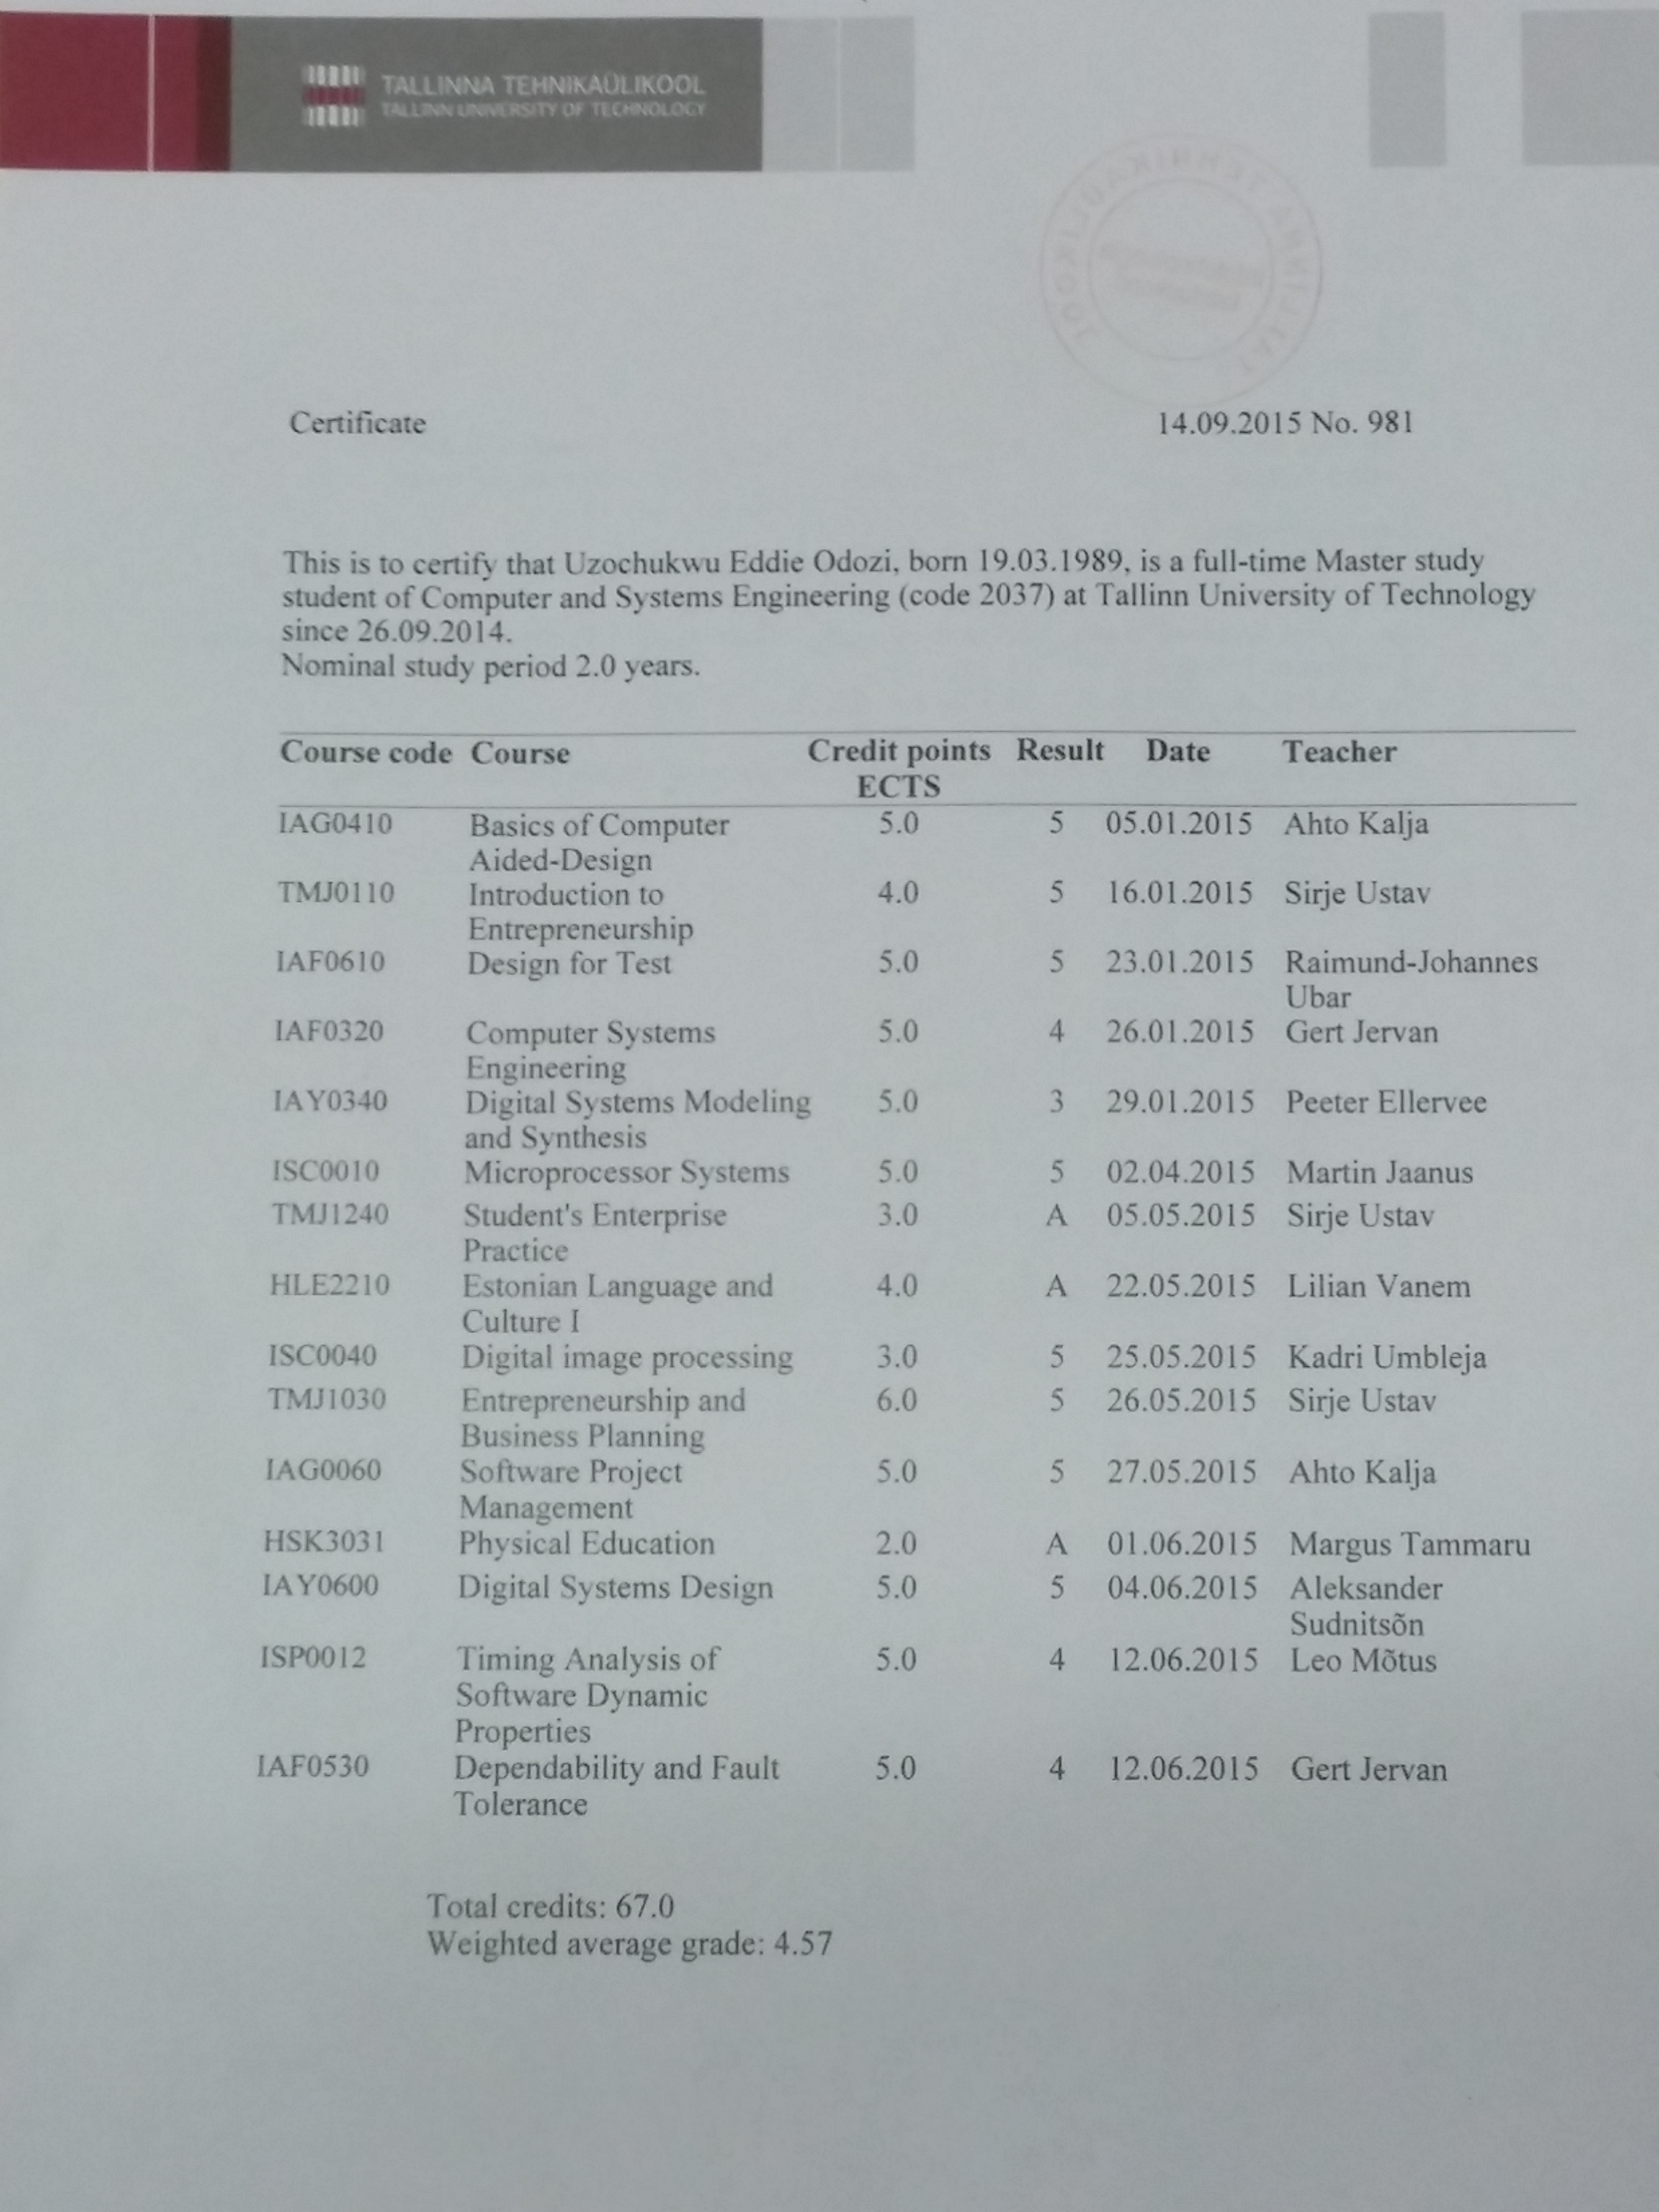 TALLINNA TEHNIKAÜLIKOOL
TALLINN UNIVERSITY OF TECHNOLOGY
TALLINNA TEHNIKAÜLIKOOL
Certificate 14.09.2015 No. 981
This is to certify that Uzochukwu Eddie Odozi, born 19.03.1989, is a full-time Master study
student of Computer and Systems Engineering (code 2037) at Tallinn University of Technology
since 26.09.2014.
Nominal study period 2.0 years.
Course code Course Credit points Result Date Teacher
ECTS
IAG0410 Basics of Computer 5.0 5 05.01.2015 Ahto Kalja
Aided-Design
TMJ0110 Introduction to 4.0 5 16.01.2015 Sirje Ustav
Entrepreneurship
IAF0610 Design for Test 5.0 5 23.01.2015 Raimund-Johannes
Ubar
IAF0320 Computer Systems 5.0 4 26.01.2015 Gert Jervan
Engineering
IAY0340 Digital Systems Modeling 5.0 3 29.01.2015 Peeter Ellervee
and Synthesis
ISC0010 Microprocessor Systems 5.0 5 02.04.2015 Martin Jaanus
TMJ1240 Student's Enterprise 3.0 A 05.05.2015 Sirje Ustav
Practice
HLE2210 Estonian Language and 4.0 A 22.05.2015 Lilian Vanem
Culture I
ISC0040 Digital image processing 3.0 5 25.05.2015 Kadri Umbleja
TMJ1030 Entrepreneurship and 6.0 5 26.05.2015 Sirje Ustav
Business Planning
IAG0060 Software Project 5.0 5 27.05.2015 Ahto Kalja
Management
HSK3031 Physical Education 2.0 A 01.06.2015 Margus Tammaru
IAY0600 Digital Systems Design 5.0 5 04.06.2015 Aleksander
Sudnitsõn
ISP0012 Timing Analysis of 5.0 4 12.06.2015 Leo Mõtus
Software Dynamic
Properties
IAF0530 Dependability and Fault 5.0 4 12.06.2015 Gert Jervan
Tolerance
Total credits: 67.0
Weighted average grade: 4.57